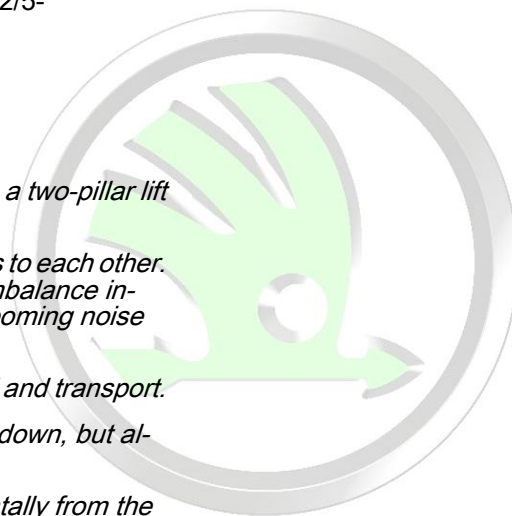 2/5-
a two-pillar lift
s to each other.
nbalance in-
oming noise
and transport.
down, but al-
tally from the